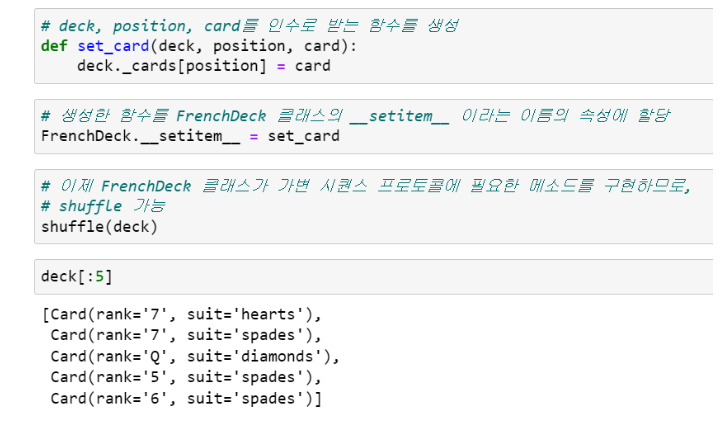 # deck, position, card를 인수로 받는 함수를 생성
def set_card(deck, position, card):
    deck._cards[position] = card
# 생성한 함수를 FrenchDeck 클래스의 __setitem__ 이라는 이름의 속성에 할당
FrenchDeck.__setitem__ = set_card
# 이제 FrenchDeck 클래스가 가변 시퀀스 프로토콜에 필요한 메소드를 구현하므로,
# shuffle 가능
shuffle(deck)
deck[:5]
[Card(rank='7', suit='hearts'),
 Card(rank='7', suit='spades'),
 Card(rank='Q', suit='diamonds'),
 Card(rank='5', suit='spades'),
 Card(rank='6', suit='spades')]